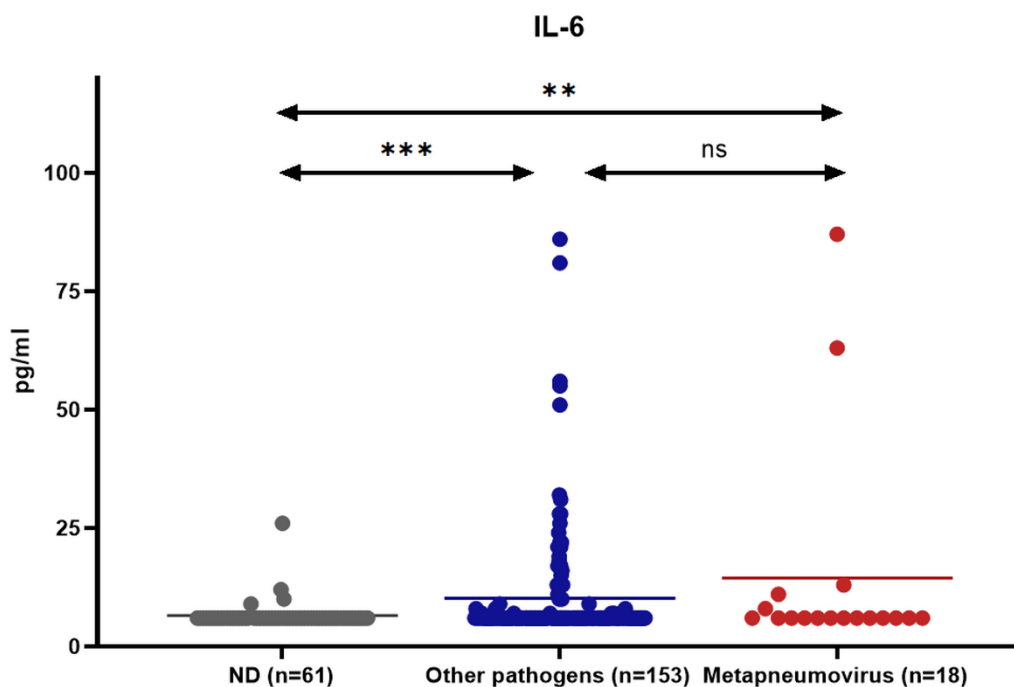 IL-6
**
***
ns
100
75
50
25
0
pg/ml
ND (n=61)
Other pathogens (n=153)
Metapneumovirus (n=18)